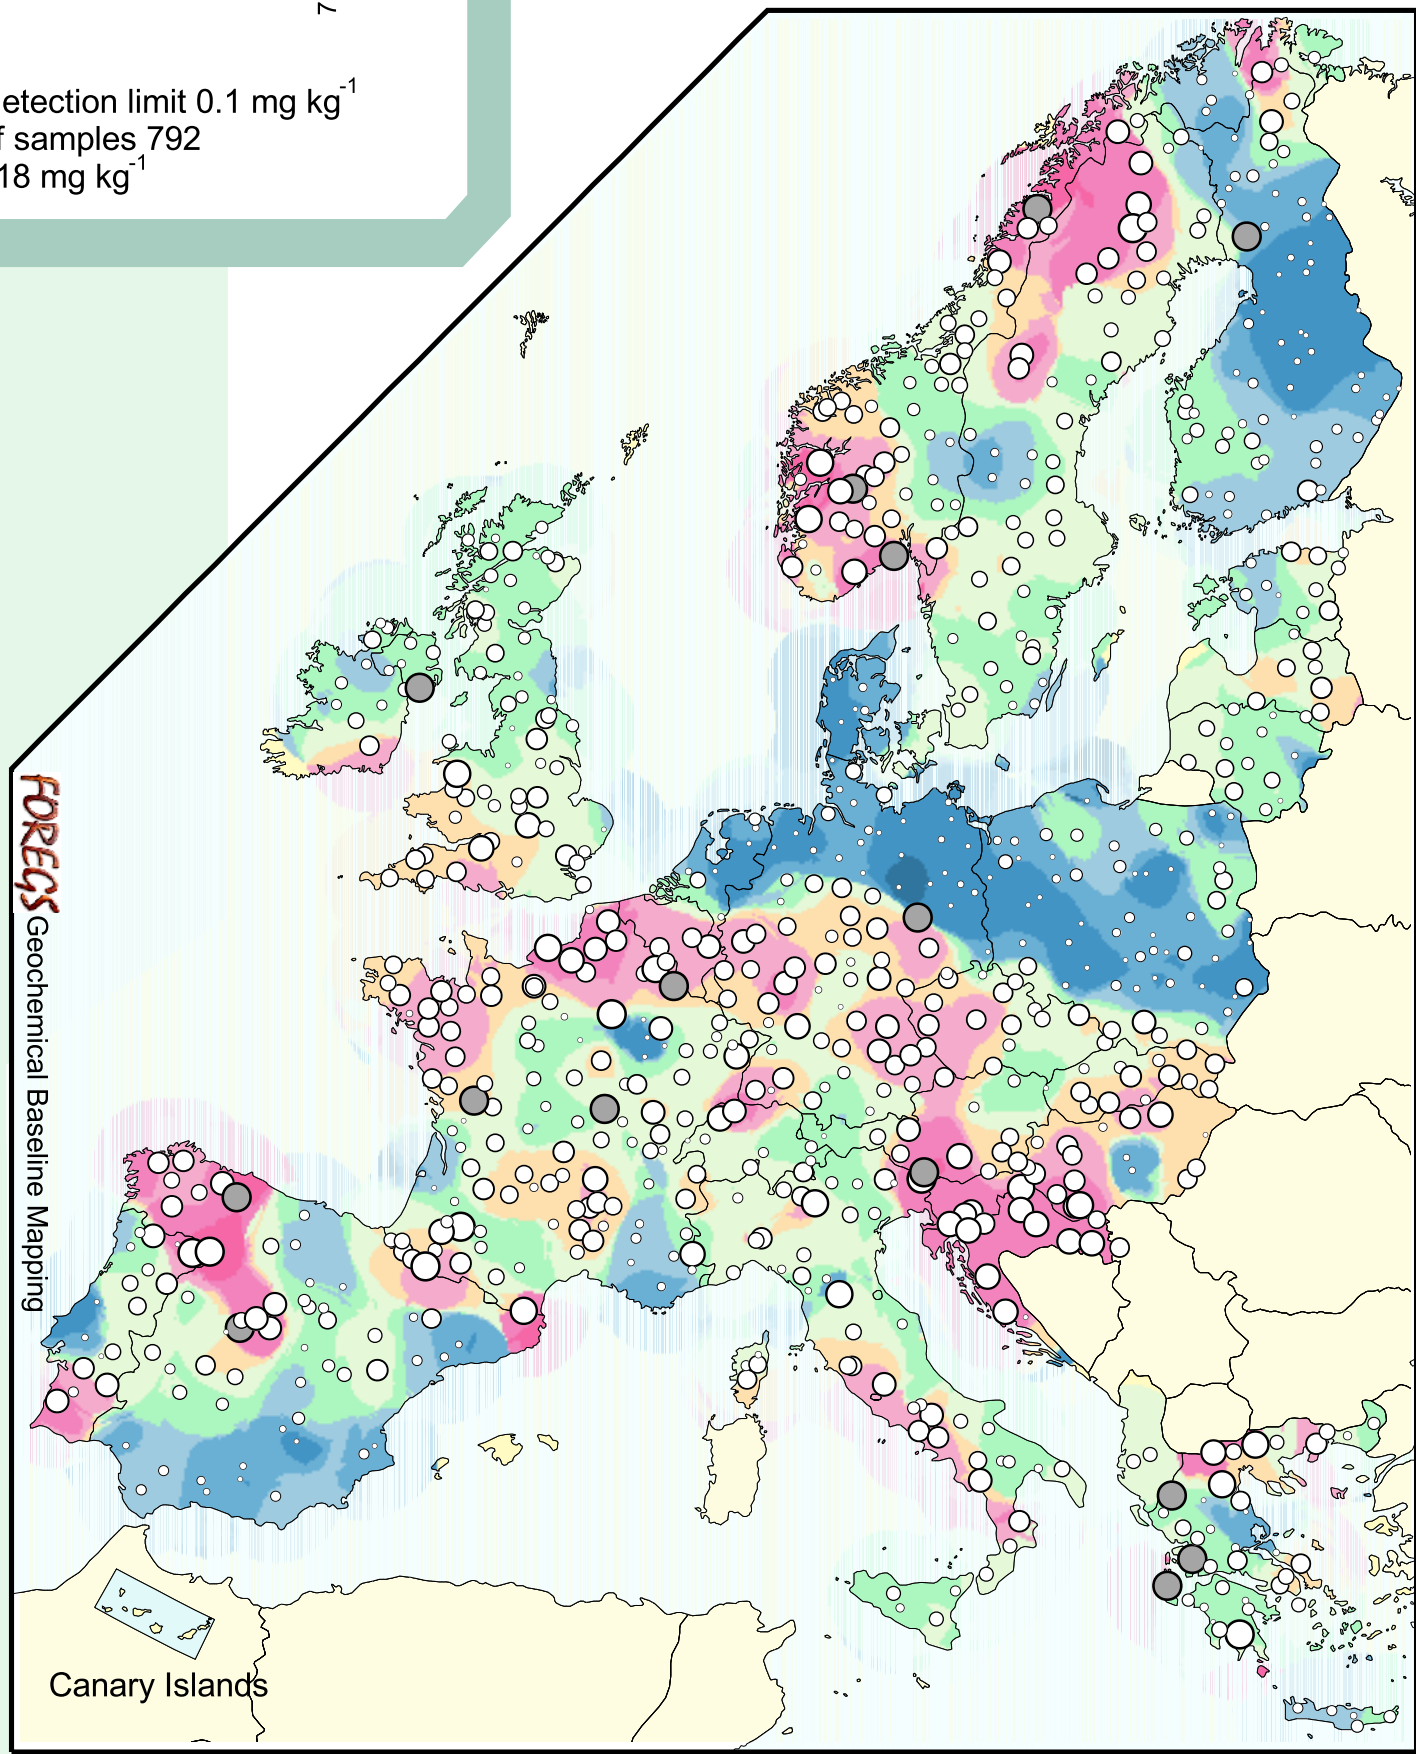 7
etection limit 0.1 mg kg-1
f samples 792
18 mg kg-1
FOREGS Geochemical Baseline Mapping
Canary Islands